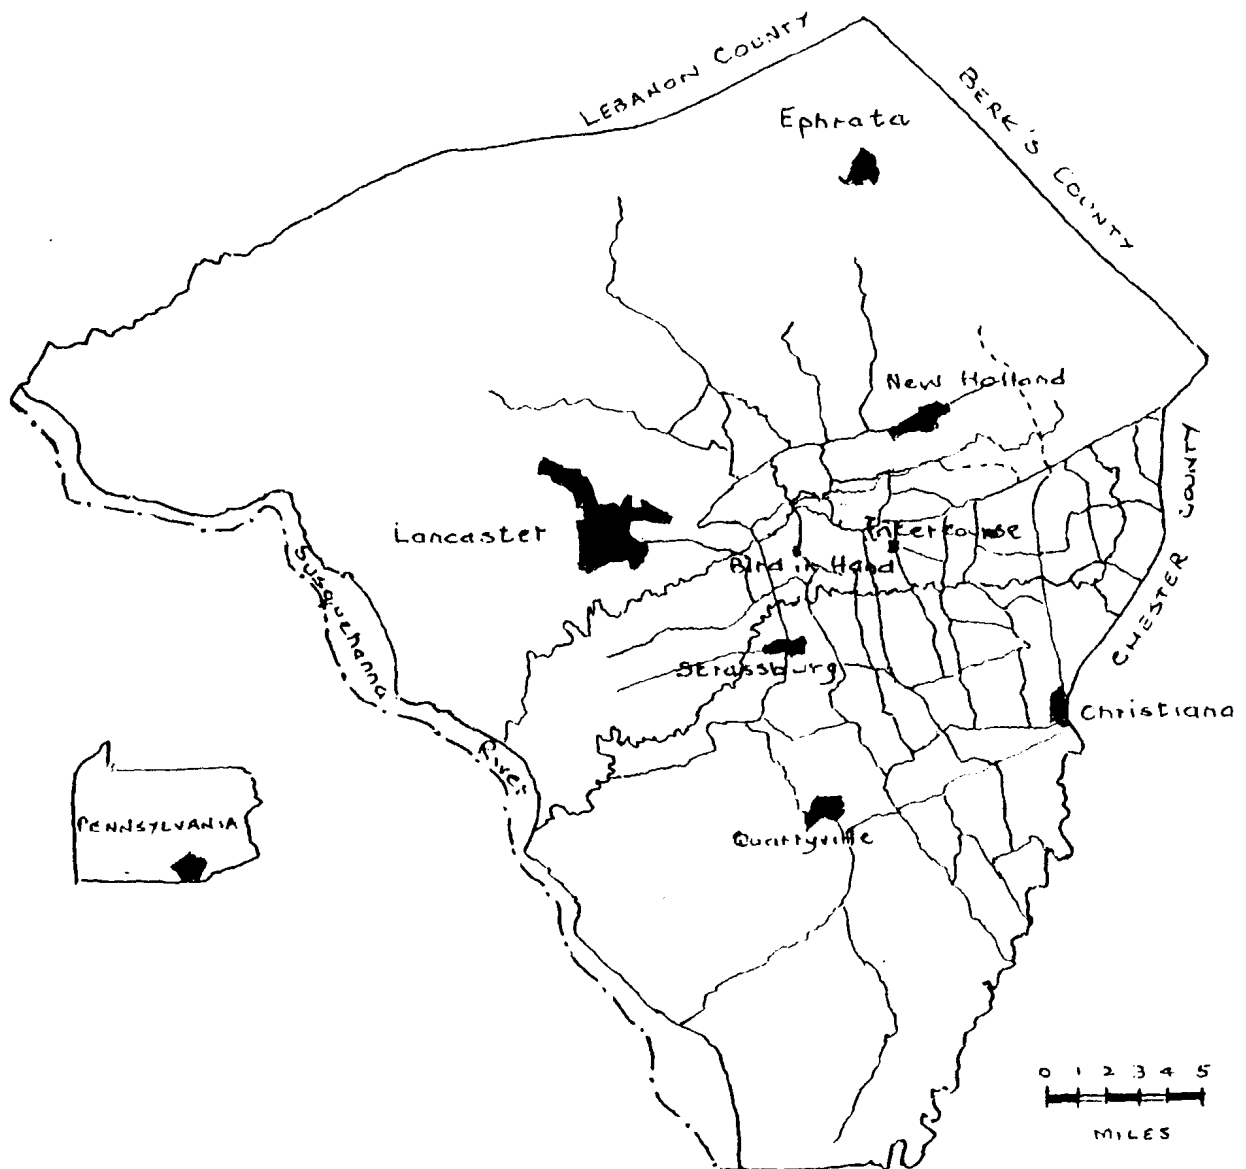 LEBANON COUNTY
BERK'S COUNTY
Ephrata
New Holland
CHESTER COUNTY
Lancaster
Intercourse
Bird in Hand
Susquehanna River
Strassburg
Christiana
PENNSYLVANIA
Quarryville
0 1 2 3 4 5
MILES